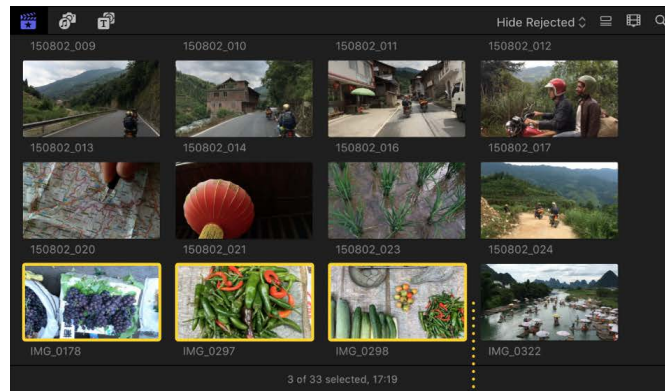 Hide Rejected
150802_009 150802_010 150802_011 150802_012
150802_013 150802_014 150802_016 150802_017
150802_020 150802_021 150802_023 150802_024
IMG_0178 IMG_0297 IMG_0298 IMG_0322
3 of 33 selected, 17:19